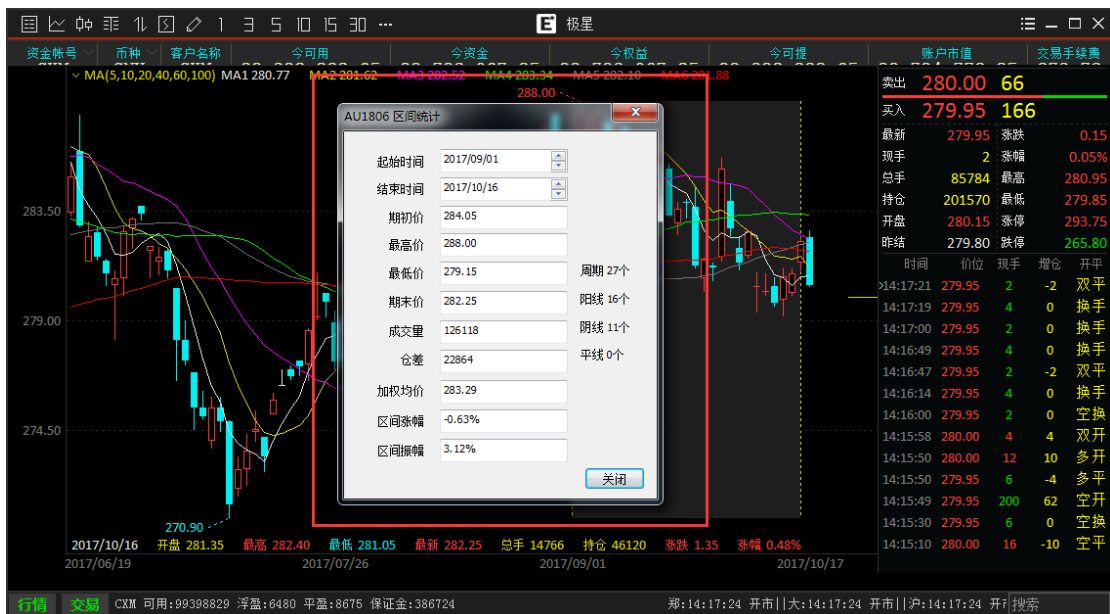 1 3 5 10 15 30 ... E 极星
资金帐号 币种 客户名称 今可用 今资金 今权益 今可提 账户市值 交易手续费
MA(5,10,20,40,60,100) MA1 280.77 MA2 281.62 MA3 282.52 MA4 283.34 MA5 282.10
288.00
283.50
279.00
274.50
270.90
AU1806 区间统计
起始时间 2017/09/01
结束时间 2017/10/16
期初价 284.05
最高价 288.00
最低价 279.15 周期 27个
期末价 282.25 阳线 16个
成交量 126118 阴线 11个
仓差 22864 平线 0个
加权均价 283.29
区间涨幅 -0.63%
区间振幅 3.12%
关闭
2017/10/16 开盘 281.35 最高 282.40 最低 281.05 最新 282.25 总手 14766 持仓 46120 涨跌 1.35 涨幅 0.48%
2017/06/19 2017/07/26 2017/09/01 2017/10/17
卖出 280.00 66
买入 279.95 166
最新 279.95 涨跌 0.15
现手 2 涨幅 0.05%
总手 85784 最高 280.95
持仓 201570 最低 279.85
开盘 280.15 涨停 293.75
昨结 279.80 跌停 265.80
时间 价位 现手 增仓 开平
14:17:21 279.95 2 -2 双平
14:17:19 279.95 4 0 换手
14:17:00 279.95 2 0 换手
14:16:49 279.95 4 0 换手
14:16:47 279.95 2 -2 双平
14:16:14 279.95 4 0 换手
14:16:00 279.95 2 0 空换
14:15:58 280.00 4 4 双开
14:15:50 280.00 12 10 多开
14:15:50 279.95 6 -4 多平
14:15:49 279.95 200 62 空开
14:15:30 279.95 6 0 空换
14:15:10 280.00 16 -10 空平
行情 交易 CXM 可用:99398829 浮盈:6480 平盈:8675 保证金:386724 郑:14:17:24 开市||大:14:17:24 开市||沪:14:17:24 开 搜索